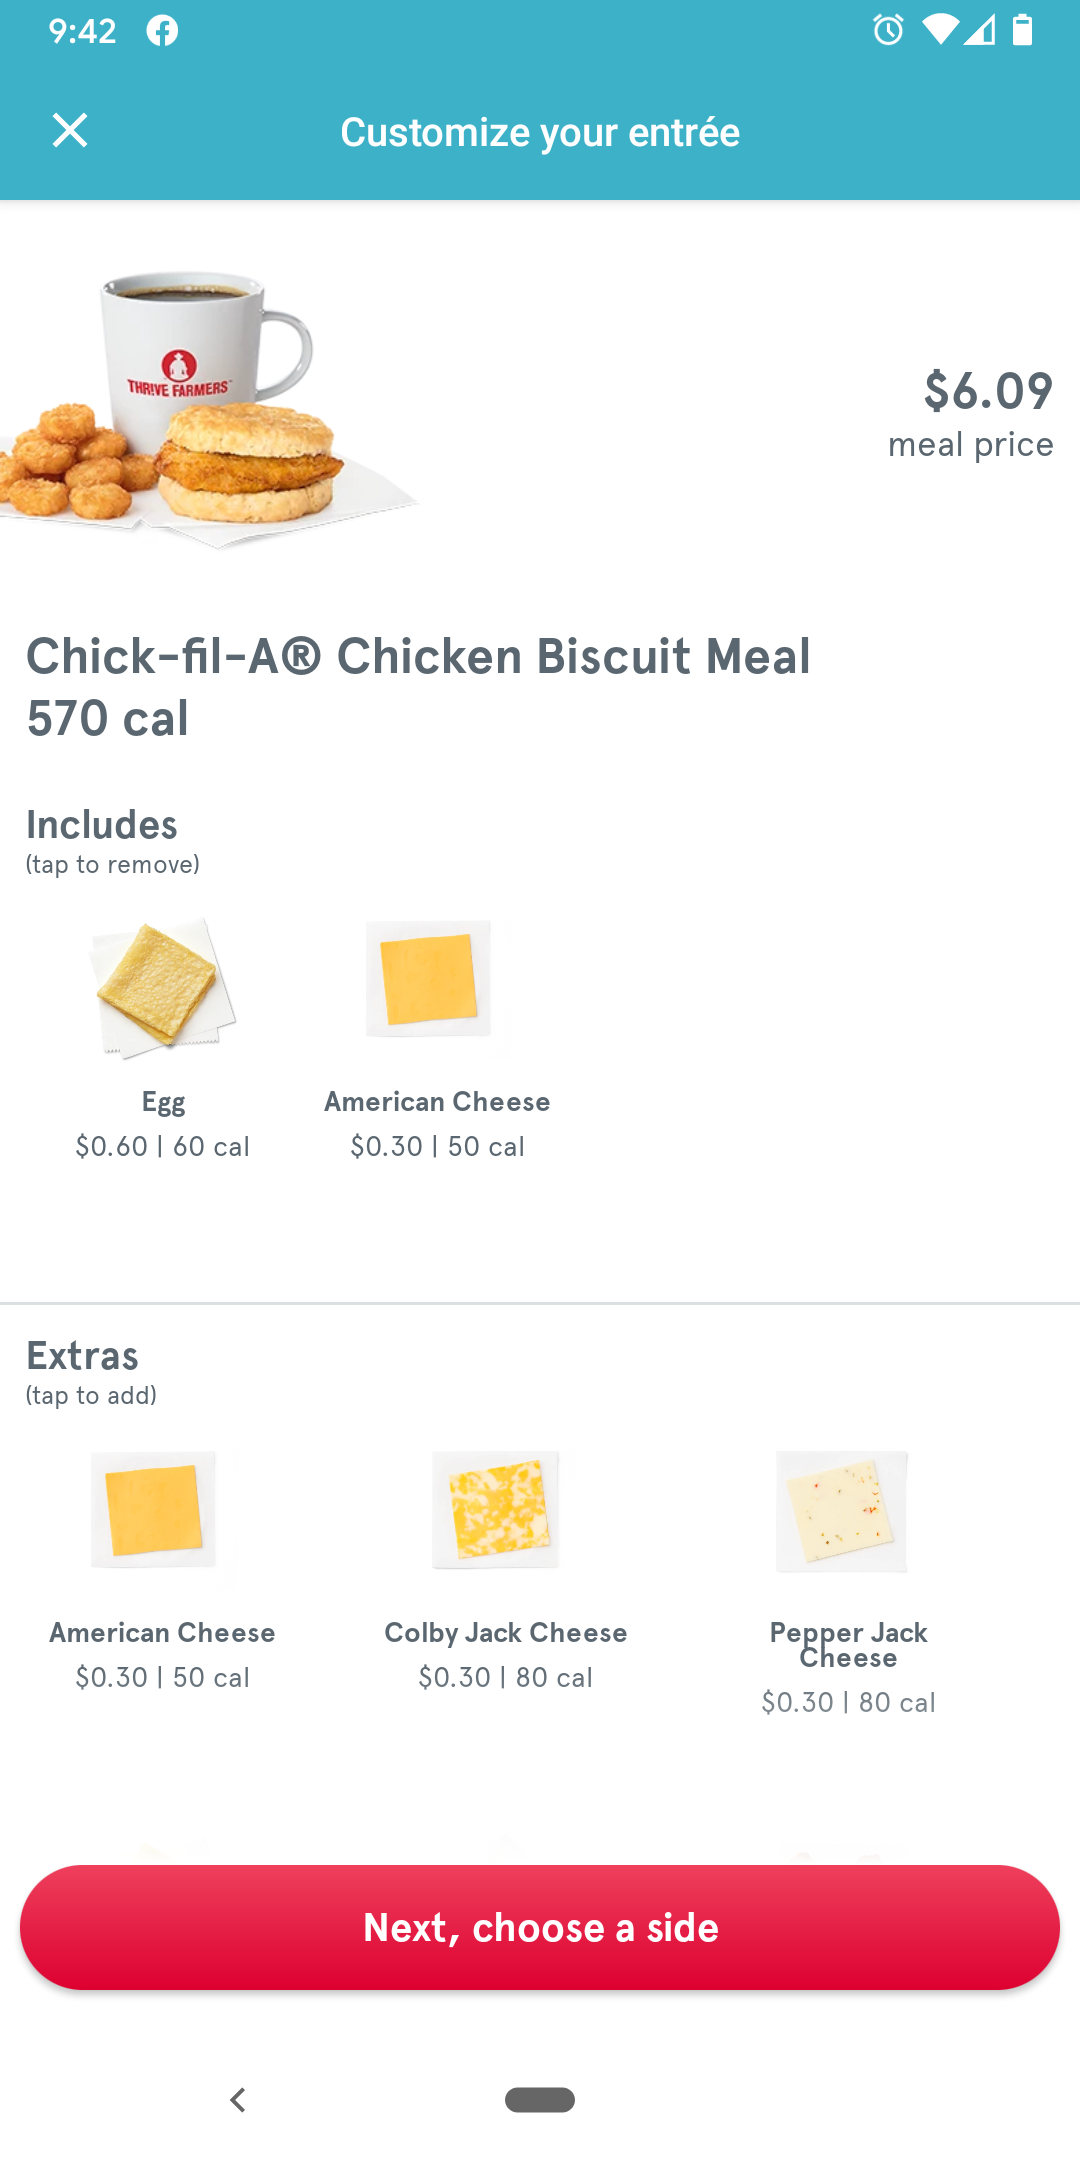 9:42
Customize your entrée
THRIVE FARMERS
$6.09
meal price
Chick-fil-A® Chicken Biscuit Meal
570 cal
Includes
(tap to remove)
Egg
American Cheese
$0.60 | 60 cal
$0.30 | 50 cal
Extras
(tap to add)
American Cheese
Colby Jack Cheese
Pepper Jack
Cheese
$0.30 | 50 cal
$0.30 | 80 cal
$0.30 | 80 cal
Next, choose a side